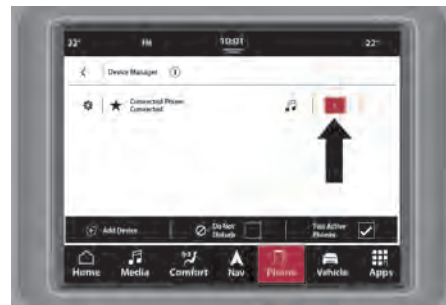 22° FM 10:01 22°
Device Manager
Connected Phone
Connected
Add Device Do Not Two Active
Disturb Phones
Home Media Comfort Nav Phone Vehicle Apps